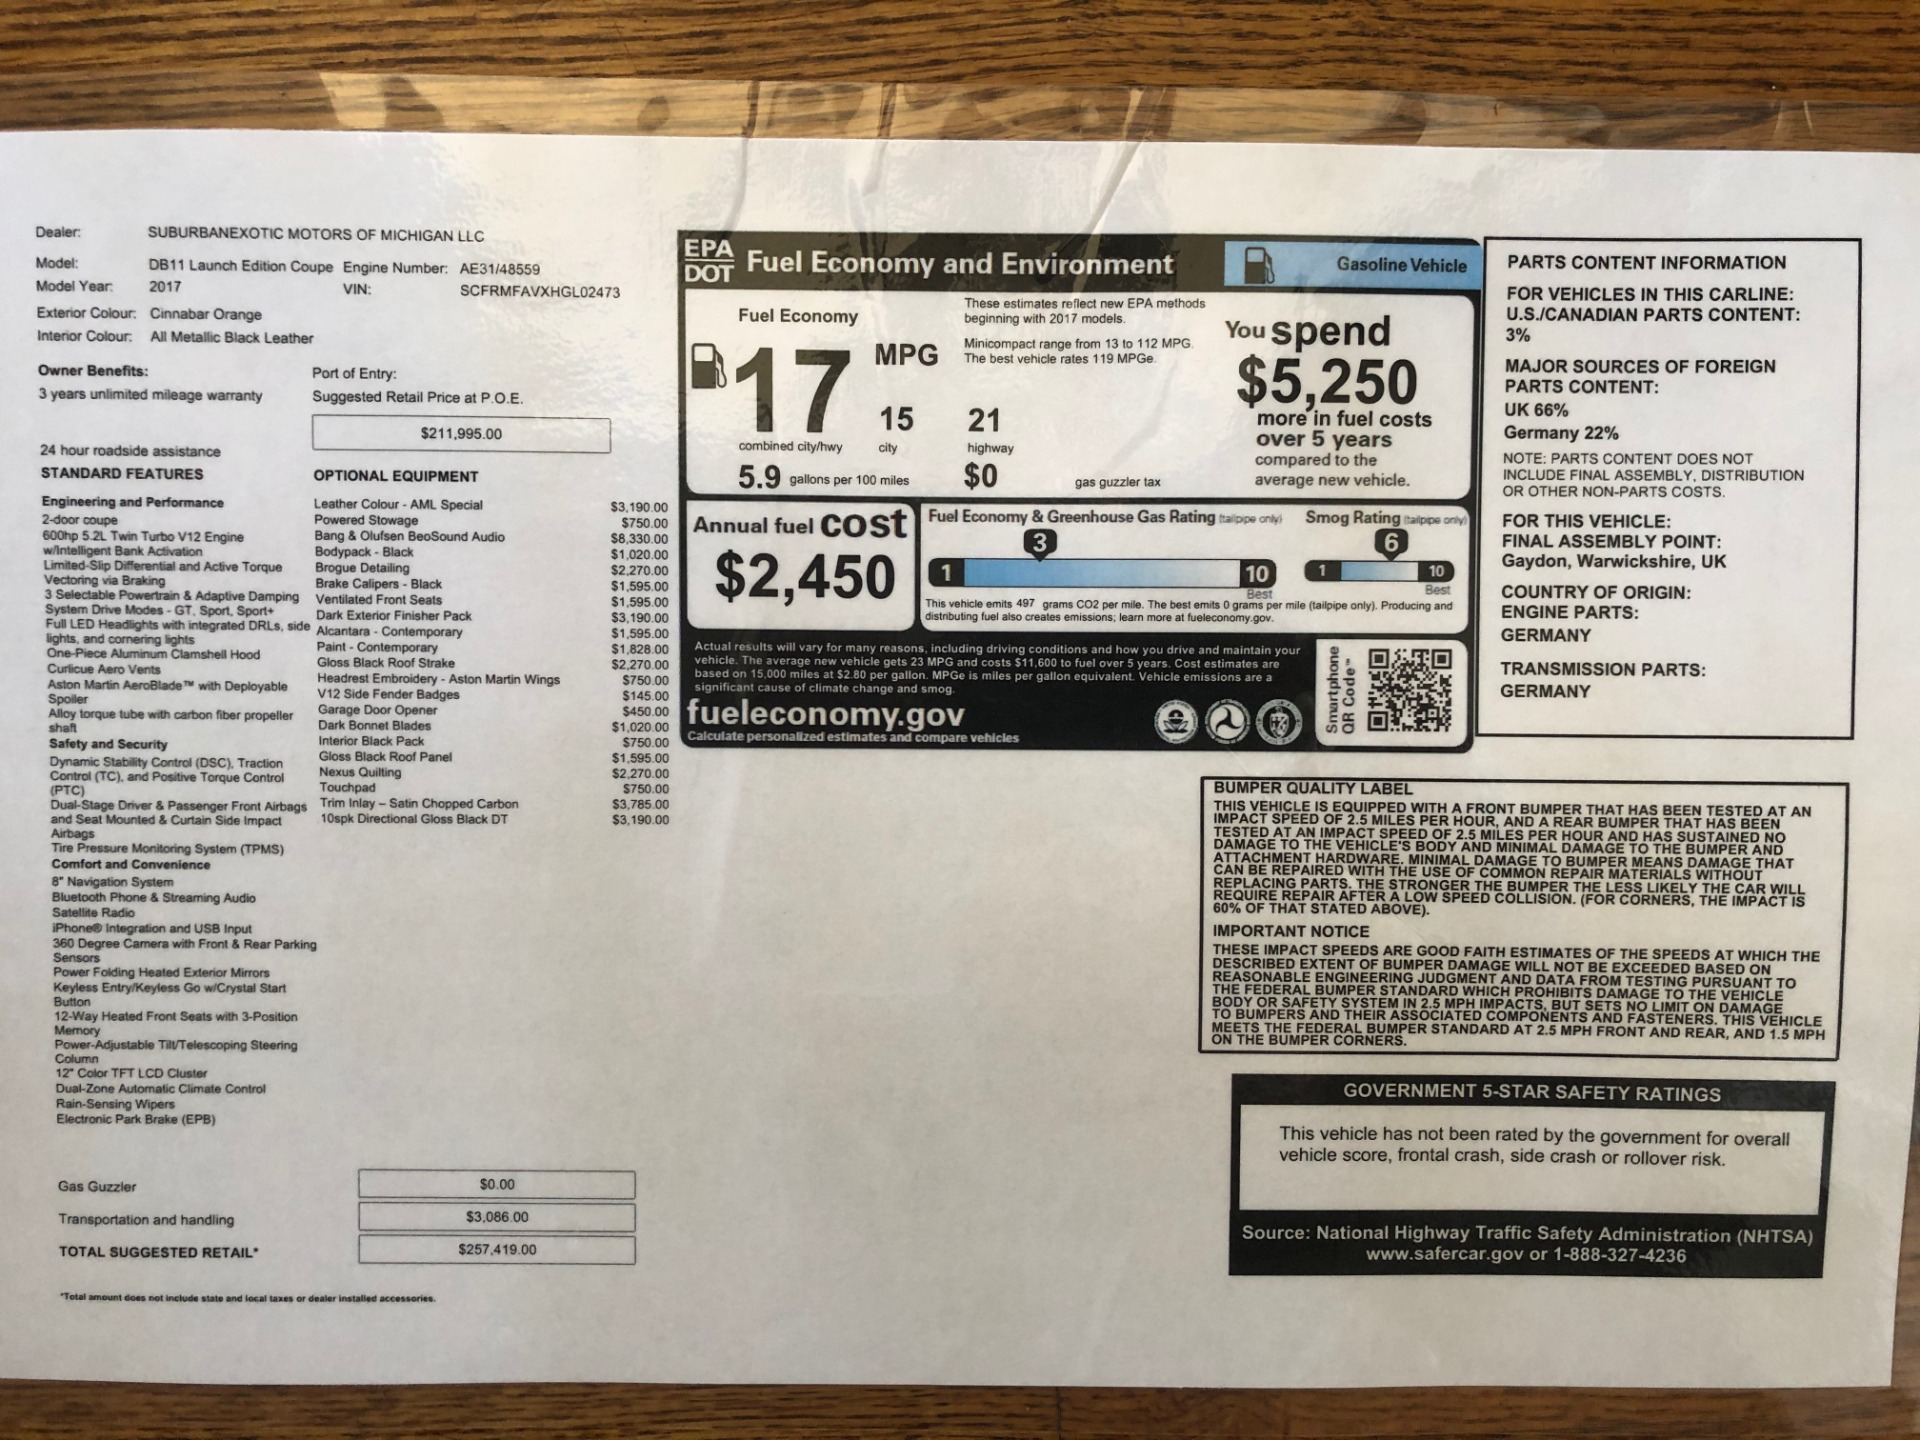 Dealer: SUBURBANEXOTIC MOTORS OF MICHIGAN LLC
Model: DB11 Launch Edition Coupe Engine Number: AE31/48559
Model Year: 2017 VIN: SCFRMFAVXHGL02473
Exterior Colour: Cinnabar Orange
Interior Colour: All Metallic Black Leather
Owner Benefits:
3 years unlimited mileage warranty
24 hour roadside assistance
Port of Entry:
Suggested Retail Price at P.O.E.
$211,995.00
STANDARD FEATURES
Engineering and Performance
2-door coupe
600hp 5.2L Twin Turbo V12 Engine
w/Intelligent Bank Activation
Limited-Slip Differential and Active Torque
Vectoring via Braking
3 Selectable Powertrain & Adaptive Damping
System Drive Modes - GT, Sport, Sport+
Full LED Headlights with integrated DRLs, side
lights, and cornering lights
One-Piece Aluminum Clamshell Hood
Curlicue Aero Vents
Aston Martin AeroBlade™ with Deployable
Spoiler
Alloy torque tube with carbon fiber propeller
shaft
Safety and Security
Dynamic Stability Control (DSC), Traction
Control (TC), and Positive Torque Control
(PTC)
Dual-Stage Driver & Passenger Front Airbags
and Seat Mounted & Curtain Side Impact
Airbags
Tire Pressure Monitoring System (TPMS)
Comfort and Convenience
8" Navigation System
Bluetooth Phone & Streaming Audio
Satellite Radio
iPhone® Integration and USB Input
360 Degree Camera with Front & Rear Parking
Sensors
Power Folding Heated Exterior Mirrors
Keyless Entry/Keyless Go w/Crystal Start
Button
12-Way Heated Front Seats with 3-Position
Memory
Power-Adjustable Tilt/Telescoping Steering
Column
12" Color TFT LCD Cluster
Dual-Zone Automatic Climate Control
Rain-Sensing Wipers
Electronic Park Brake (EPB)
OPTIONAL EQUIPMENT
Leather Colour - AML Special $3,190.00
Powered Stowage $750.00
Bang & Olufsen BeoSound Audio $8,330.00
Bodypack - Black $1,020.00
Brogue Detailing $2,270.00
Brake Calipers - Black $1,595.00
Ventilated Front Seats $1,595.00
Dark Exterior Finisher Pack $3,190.00
Alcantara - Contemporary $1,595.00
Paint - Contemporary $1,828.00
Gloss Black Roof Strake $2,270.00
Headrest Embroidery - Aston Martin Wings $750.00
V12 Side Fender Badges $145.00
Garage Door Opener $450.00
Dark Bonnet Blades $1,020.00
Interior Black Pack $750.00
Gloss Black Roof Panel $1,595.00
Nexus Quilting $2,270.00
Touchpad $750.00
Trim Inlay – Satin Chopped Carbon $3,785.00
10spk Directional Gloss Black DT $3,190.00
Gas Guzzler $0.00
Transportation and handling $3,086.00
TOTAL SUGGESTED RETAIL* $257,419.00
*Total amount does not include state and local taxes or dealer installed accessories.
EPA
DOT
Fuel Economy and Environment
Gasoline Vehicle
Fuel Economy
17 MPG
combined city/hwy
15
city
21
highway
5.9 gallons per 100 miles
$0 gas guzzler tax
These estimates reflect new EPA methods
beginning with 2017 models.
Minicompact range from 13 to 112 MPG.
The best vehicle rates 119 MPGe.
You spend
$5,250
more in fuel costs
over 5 years
compared to the
average new vehicle.
Annual fuel cost
$2,450
Fuel Economy & Greenhouse Gas Rating (tailpipe only)
3
1 10
Best
Smog Rating (tailpipe only)
6
1 10
Best
This vehicle emits 497 grams CO2 per mile. The best emits 0 grams per mile (tailpipe only). Producing and
distributing fuel also creates emissions; learn more at fueleconomy.gov.
Actual results will vary for many reasons, including driving conditions and how you drive and maintain your
vehicle. The average new vehicle gets 23 MPG and costs $11,600 to fuel over 5 years. Cost estimates are
based on 15,000 miles at $2.80 per gallon. MPGe is miles per gallon equivalent. Vehicle emissions are a
significant cause of climate change and smog.
fueleconomy.gov
Calculate personalized estimates and compare vehicles
Smartphone
QR Code™
PARTS CONTENT INFORMATION
FOR VEHICLES IN THIS CARLINE:
U.S./CANADIAN PARTS CONTENT:
3%
MAJOR SOURCES OF FOREIGN
PARTS CONTENT:
UK 66%
Germany 22%
NOTE: PARTS CONTENT DOES NOT
INCLUDE FINAL ASSEMBLY, DISTRIBUTION
OR OTHER NON-PARTS COSTS.
FOR THIS VEHICLE:
FINAL ASSEMBLY POINT:
Gaydon, Warwickshire, UK
COUNTRY OF ORIGIN:
ENGINE PARTS:
GERMANY
TRANSMISSION PARTS:
GERMANY
BUMPER QUALITY LABEL
THIS VEHICLE IS EQUIPPED WITH A FRONT BUMPER THAT HAS BEEN TESTED AT AN
IMPACT SPEED OF 2.5 MILES PER HOUR, AND A REAR BUMPER THAT HAS BEEN
TESTED AT AN IMPACT SPEED OF 2.5 MILES PER HOUR AND HAS SUSTAINED NO
DAMAGE TO THE VEHICLE'S BODY AND MINIMAL DAMAGE TO THE BUMPER AND
ATTACHMENT HARDWARE. MINIMAL DAMAGE TO BUMPER MEANS DAMAGE THAT
CAN BE REPAIRED WITH THE USE OF COMMON REPAIR MATERIALS WITHOUT
REPLACING PARTS. THE STRONGER THE BUMPER THE LESS LIKELY THE CAR WILL
REQUIRE REPAIR AFTER A LOW SPEED COLLISION. (FOR CORNERS, THE IMPACT IS
60% OF THAT STATED ABOVE).
IMPORTANT NOTICE
THESE IMPACT SPEEDS ARE GOOD FAITH ESTIMATES OF THE SPEEDS AT WHICH THE
DESCRIBED EXTENT OF BUMPER DAMAGE WILL NOT BE EXCEEDED BASED ON
REASONABLE ENGINEERING JUDGMENT AND DATA FROM TESTING PURSUANT TO
THE FEDERAL BUMPER STANDARD WHICH PROHIBITS DAMAGE TO THE VEHICLE
BODY OR SAFETY SYSTEM IN 2.5 MPH IMPACTS, BUT SETS NO LIMIT ON DAMAGE
TO BUMPERS AND THEIR ASSOCIATED COMPONENTS AND FASTENERS. THIS VEHICLE
MEETS THE FEDERAL BUMPER STANDARD AT 2.5 MPH FRONT AND REAR, AND 1.5 MPH
ON THE BUMPER CORNERS.
GOVERNMENT 5-STAR SAFETY RATINGS
This vehicle has not been rated by the government for overall
vehicle score, frontal crash, side crash or rollover risk.
Source: National Highway Traffic Safety Administration (NHTSA)
www.safercar.gov or 1-888-327-4236